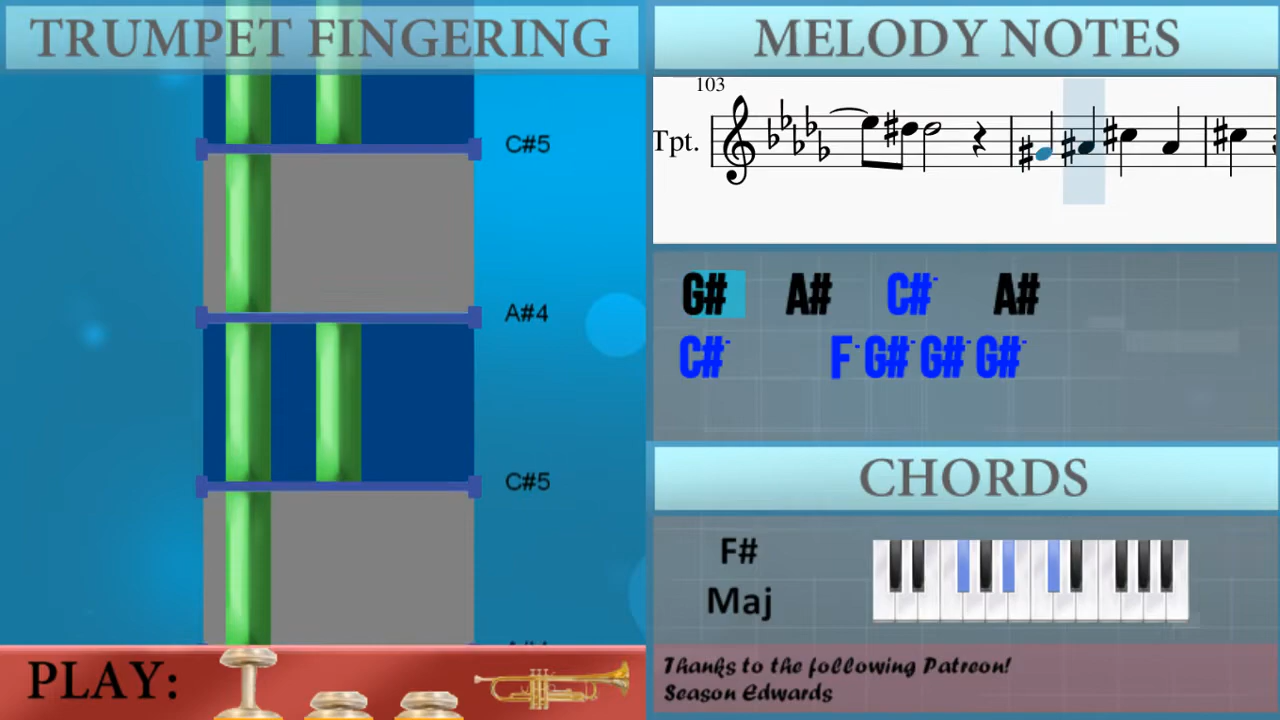 TRUMPET FINGERING
C#5
A#4
C#5
PLAY:
MELODY NOTES
103
Tpt.
G# A# C#- A#
C#- F- G#- G#- G#-
CHORDS
F#
Maj
Thanks to the following Patreon!
Season Edwards